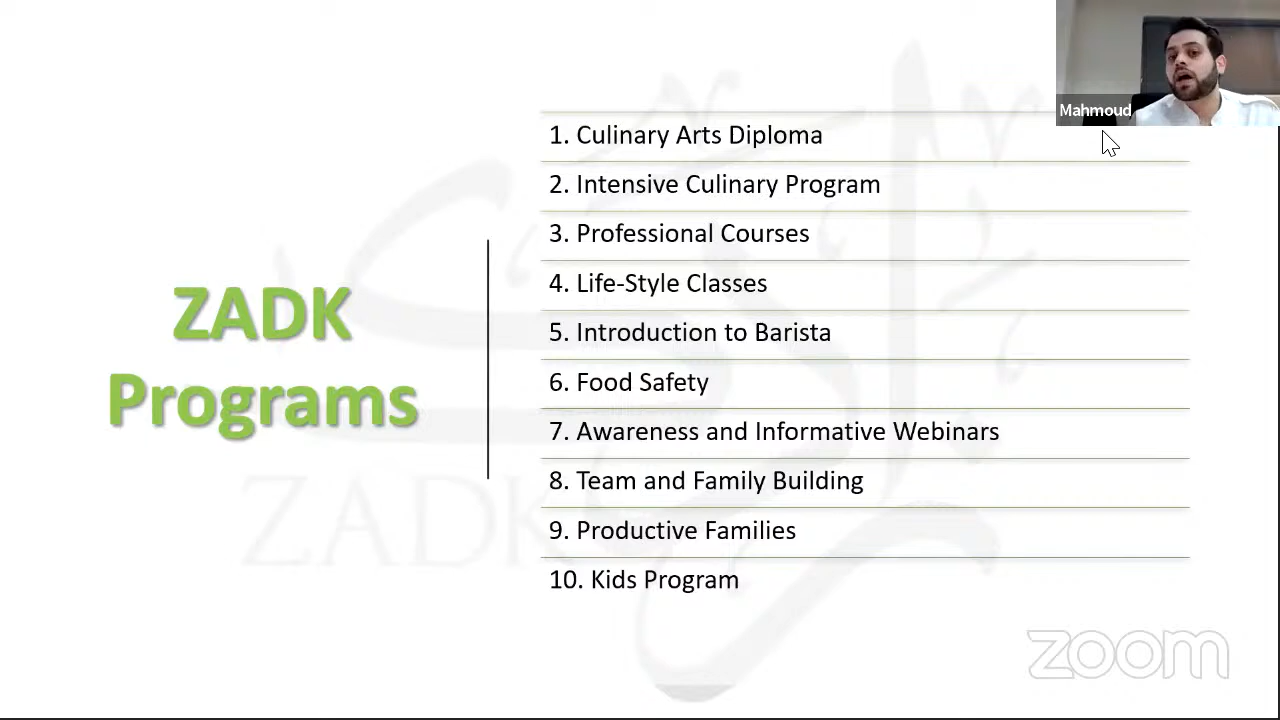 Mahmoud
ZADK
Programs
1. Culinary Arts Diploma
2. Intensive Culinary Program
3. Professional Courses
4. Life-Style Classes
5. Introduction to Barista
6. Food Safety
7. Awareness and Informative Webinars
8. Team and Family Building
9. Productive Families
10. Kids Program
ZADK
zoom